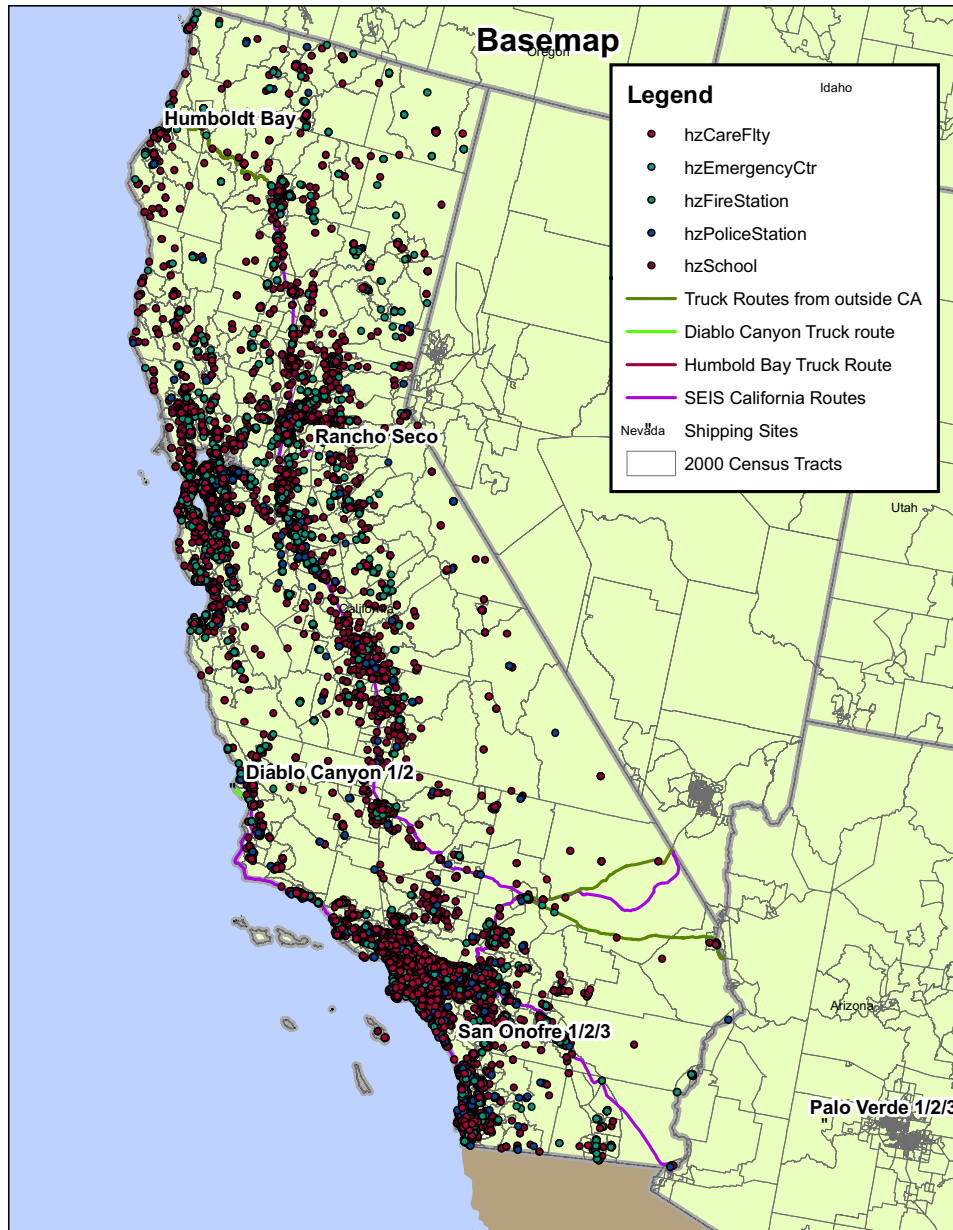 Basemap
Oregon
Idaho
Legend
hzCareFlty
hzEmergencyCtr
hzFireStation
hzPoliceStation
hzSchool
Truck Routes from outside CA
Diablo Canyon Truck route
Humbold Bay Truck Route
SEIS California Routes
Nevada " Shipping Sites
2000 Census Tracts
Humboldt Bay
Rancho Seco
Utah
California
Diablo Canyon 1/2
San Onofre 1/2/3
Arizona
Palo Verde 1/2/3